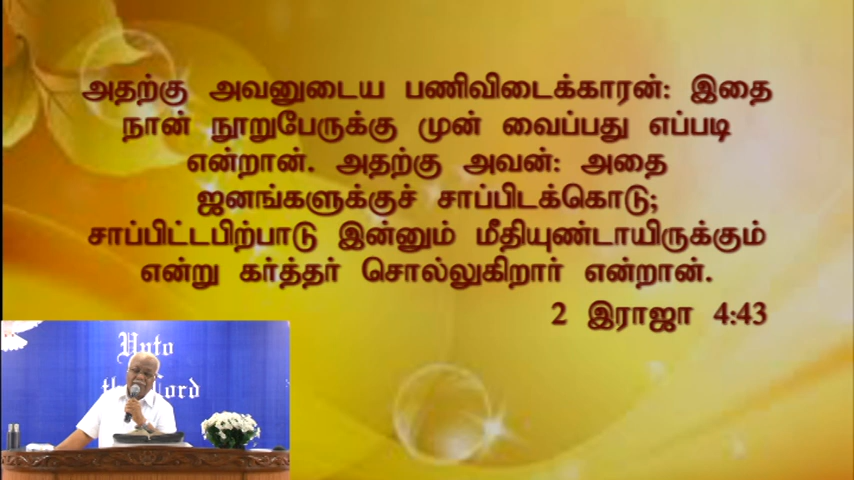 அதற்கு அவனுடைய பணிவிடைக்காரன்: இதை
நான் நூறுபேருக்கு முன் வைப்பது எப்படி
என்றான். அதற்கு அவன்: அதை
ஜனங்களுக்குச் சாப்பிடக்கொடு;
சாப்பிட்டபிற்பாடு இன்னும் மீதியுண்டாயிருக்கும்
என்று கர்த்தர் சொல்லுகிறார் என்றான்.
2 இராஜா 4:43
Unto
the Lord